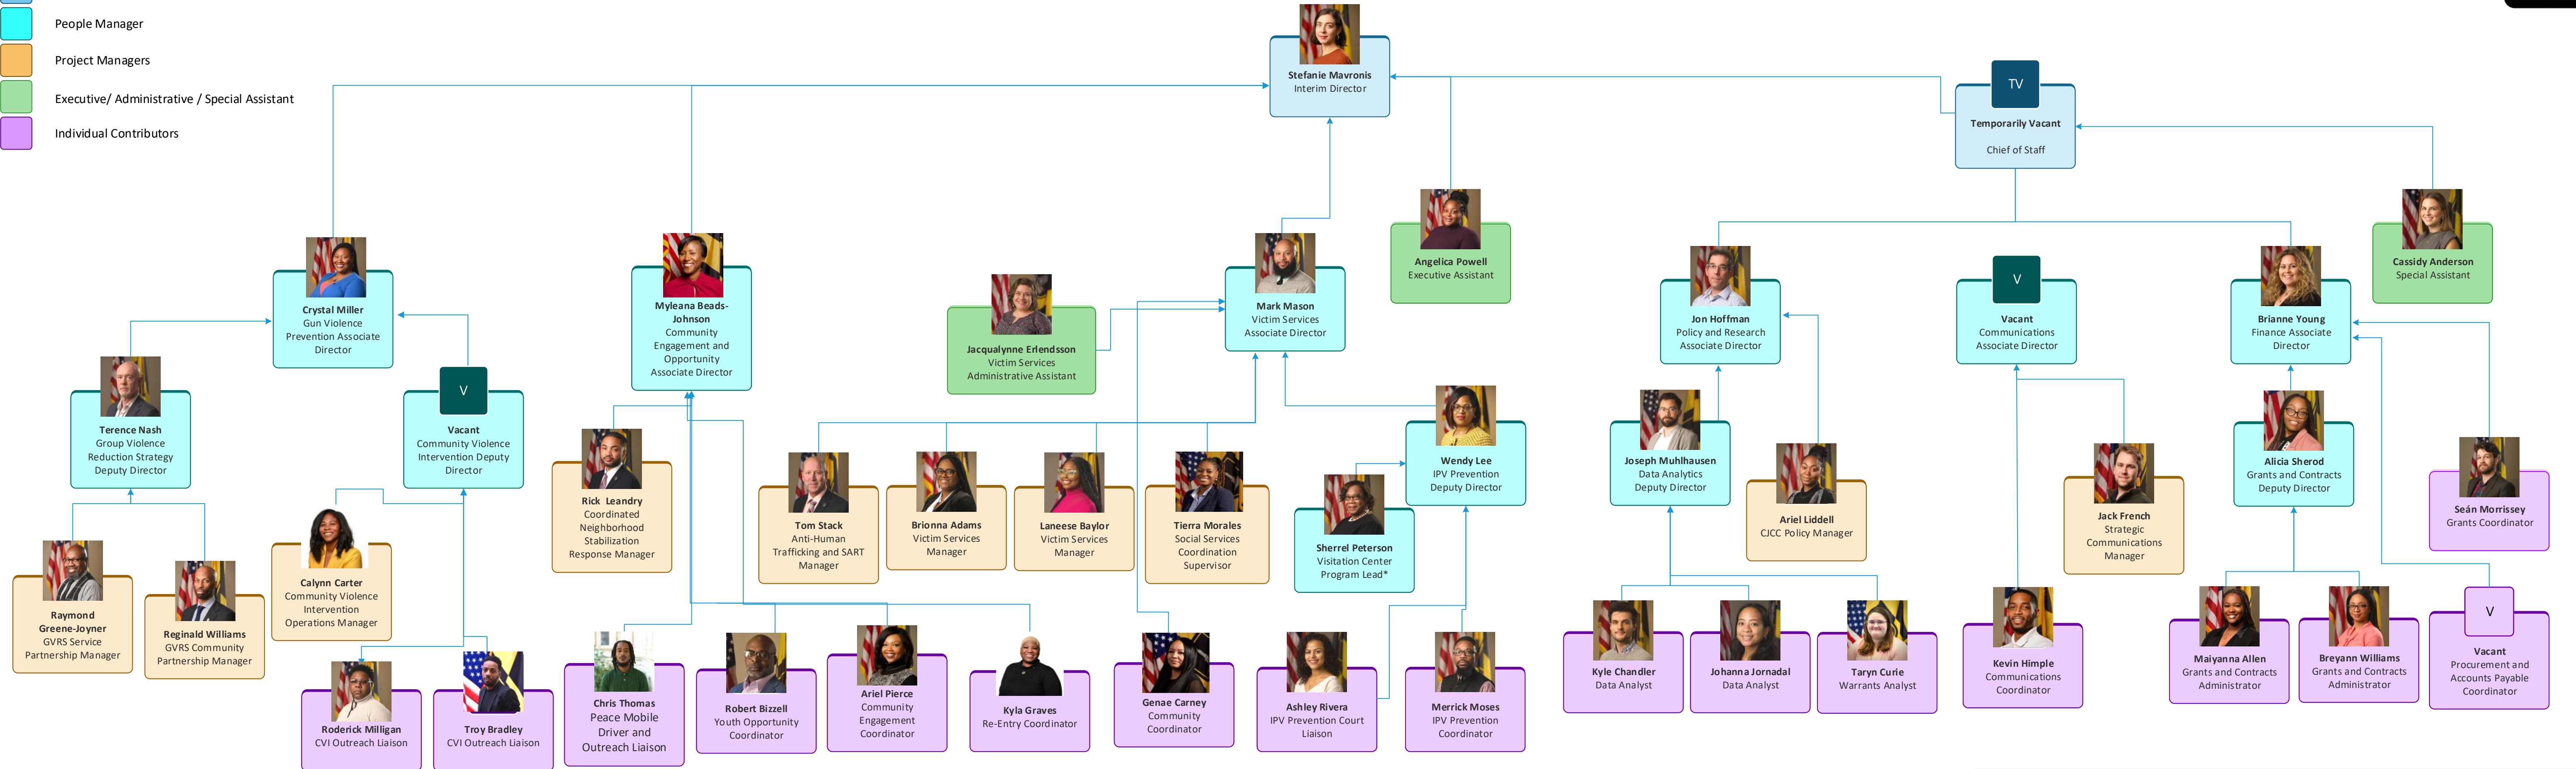 People Manager
Project Managers
Executive/ Administrative / Special Assistant
Individual Contributors
Stefanie Mavronis
Interim Director
TV
Temporarily Vacant
Chief of Staff
Angelica Powell
Executive Assistant
Cassidy Anderson
Special Assistant
Crystal Miller
Gun Violence
Prevention Associate
Director
Myleana Beads-
Johnson
Community
Engagement and
Opportunity
Associate Director
Jacqualynne Erlendsson
Victim Services
Administrative Assistant
Mark Mason
Victim Services
Associate Director
Jon Hoffman
Policy and Research
Associate Director
V
Vacant
Communications
Associate Director
Brianne Young
Finance Associate
Director
Terence Nash
Group Violence
Reduction Strategy
Deputy Director
V
Vacant
Community Violence
Intervention Deputy
Director
Rick Leandry
Coordinated
Neighborhood
Stabilization
Response Manager
Tom Stack
Anti-Human
Trafficking and SART
Manager
Brionna Adams
Victim Services
Manager
Laneese Baylor
Victim Services
Manager
Tierra Morales
Social Services
Coordination
Supervisor
Wendy Lee
IPV Prevention
Deputy Director
Sherrel Peterson
Visitation Center
Program Lead*
Joseph Muhlhausen
Data Analytics
Deputy Director
Ariel Liddell
CJCC Policy Manager
Jack French
Strategic
Communications
Manager
Alicia Sherod
Grants and Contracts
Deputy Director
Seán Morrissey
Grants Coordinator
Raymond
Greene-Joyner
GVRS Service
Partnership Manager
Reginald Williams
GVRS Community
Partnership Manager
Calynn Carter
Community Violence
Intervention
Operations Manager
Roderick Milligan
CVI Outreach Liaison
Troy Bradley
CVI Outreach Liaison
Chris Thomas
Peace Mobile
Driver and
Outreach Liaison
Robert Bizzell
Youth Opportunity
Coordinator
Ariel Pierce
Community
Engagement
Coordinator
Kyla Graves
Re-Entry Coordinator
Genae Carney
Community
Coordinator
Ashley Rivera
IPV Prevention Court
Liaison
Merrick Moses
IPV Prevention
Coordinator
Kyle Chandler
Data Analyst
Johanna Jornadal
Data Analyst
Taryn Curie
Warrants Analyst
Kevin Himple
Communications
Coordinator
Maiyanna Allen
Grants and Contracts
Administrator
Breyann Williams
Grants and Contracts
Administrator
V
Vacant
Procurement and
Accounts Payable
Coordinator